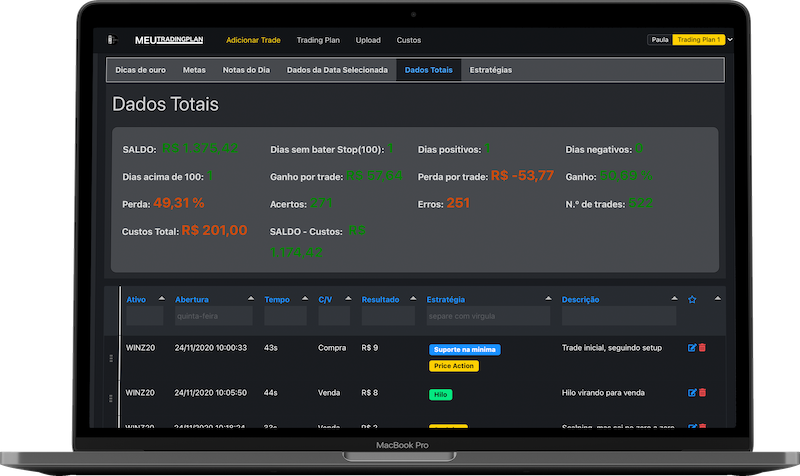 MEUTRADINGPLAN Adicionar Trade Trading Plan Upload Custos Paula Trading Plan 1
Dicas de ouro Metas Notas do Dia Dados da Data Selecionada Dados Totais Estratégias
Dados Totais
SALDO: R$ 1.375,42 Dias sem bater Stop(100): 1 Dias positivos: 1 Dias negativos: 0
Dias acima de 100: 1 Ganho por trade: R$ 57,64 Perda por trade: R$ -53,77 Ganho: 50,69 %
Perda: 49,31 % Acertos: 271 Erros: 251 N.º de trades: 522
Custos Total: R$ 201,00 SALDO - Custos: R$
1.174,42
Ativo Abertura Tempo C/V Resultado Estratégia Descrição
quinta-feira separe com vírgula
WINZ20 24/11/2020 10:00:33 43s Compra R$ 9 Suporte na mínima Trade inicial, seguindo setup
Price Action
WINZ20 24/11/2020 10:05:50 44s Venda R$ 8 Hilo Hilo virando para venda
WINZ20 24/11/2020 10:18:24 33s Venda R$ 2 Scalping, mas sai no zero a zero
MacBook Pro